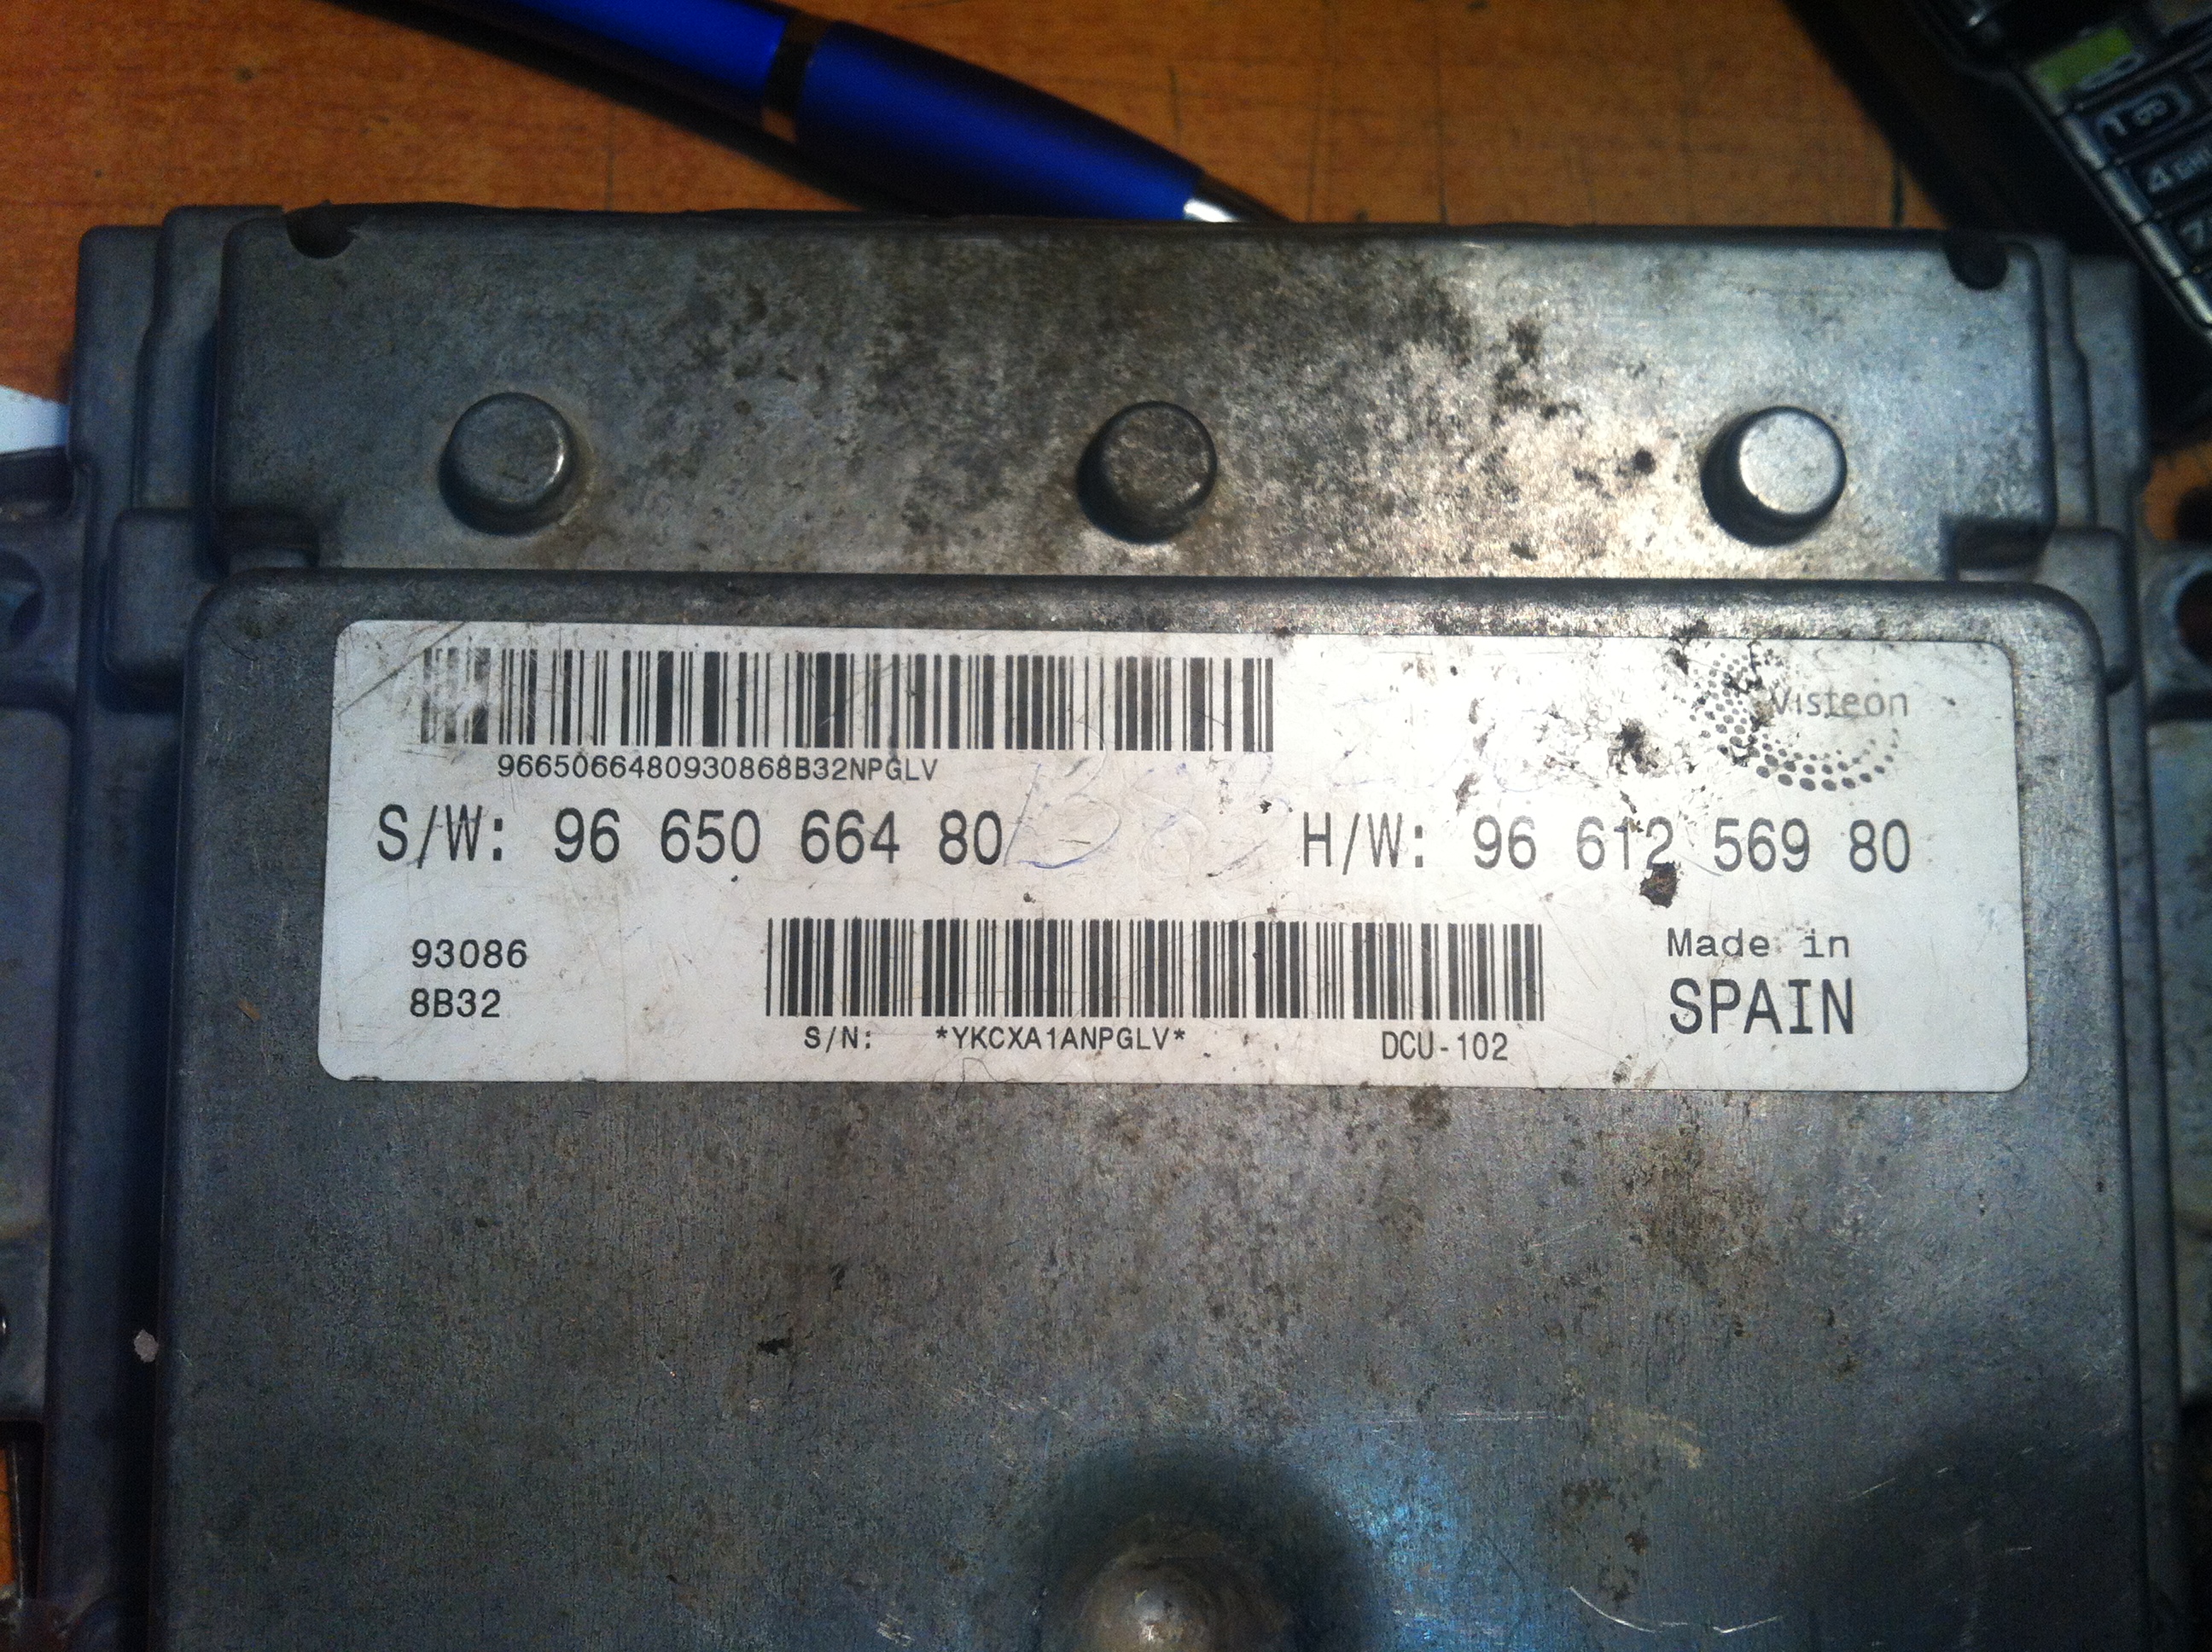 Visteon
9665066480930868B32NPGLV
S/W: 96 650 664 80
H/W: 96 612 569 80
93086
8B32
S/N: *YKCXA1ANPGLV*
DCU-102
Made in
SPAIN